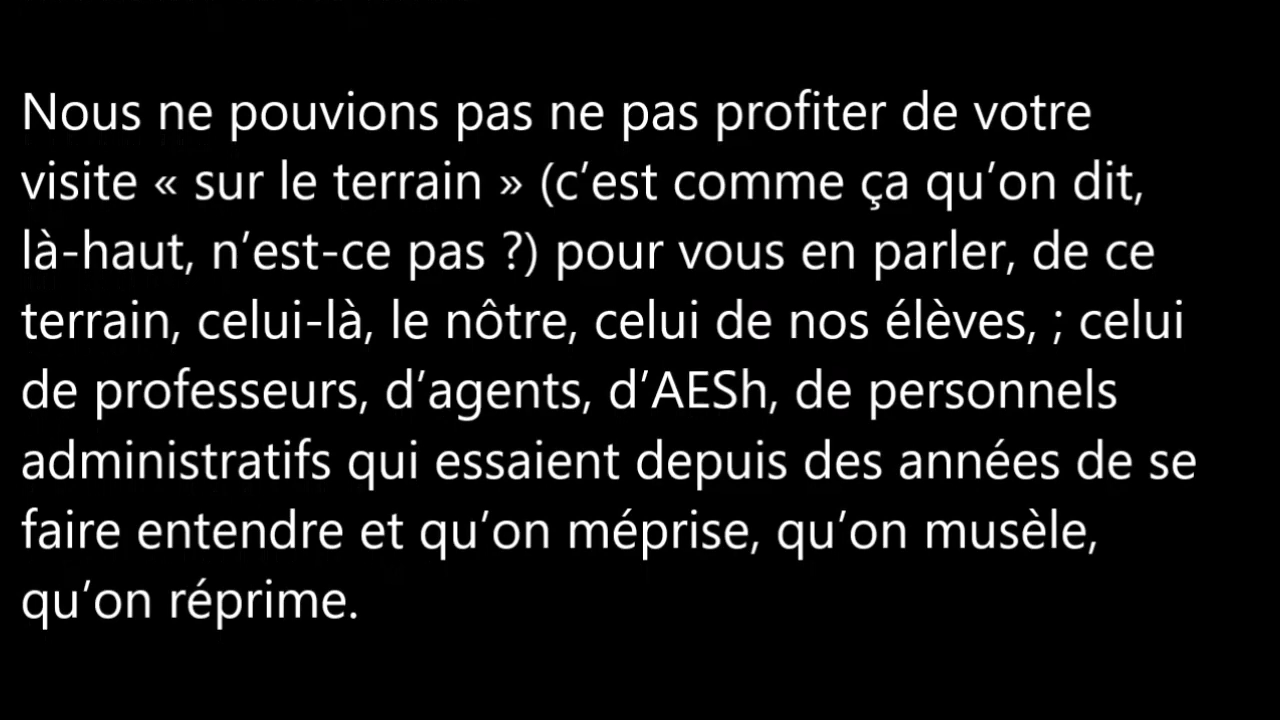 Nous ne pouvions pas ne pas profiter de votre
visite « sur le terrain » (c’est comme ça qu’on dit,
là-haut, n’est-ce pas ?) pour vous en parler, de ce
terrain, celui-là, le nôtre, celui de nos élèves, ; celui
de professeurs, d’agents, d’AESh, de personnels
administratifs qui essaient depuis des années de se
faire entendre et qu’on méprise, qu’on musèle,
qu’on réprime.